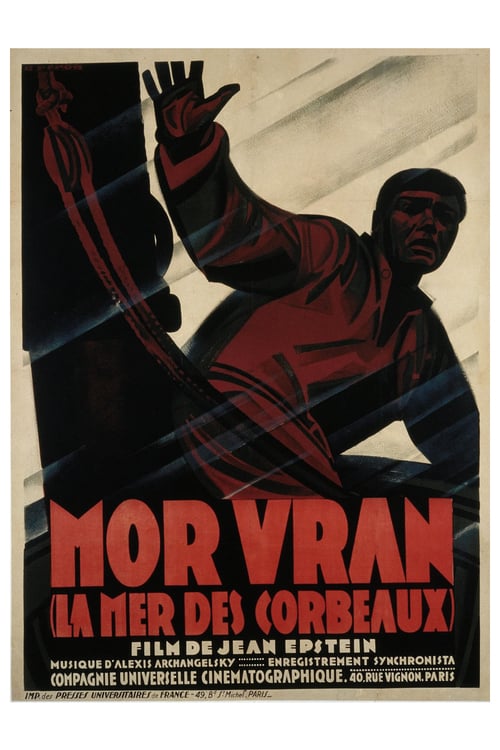 MOR VRAN
(LA MER DES CORBEAUX)
FILM DE JEAN EPSTEIN
MUSIQUE D'ALEXIS ARCHANGELSKY :::::::: ENREGISTREMENT SYNCHRONISTA
COMPAGNIE UNIVERSELLE CINÉMATOGRAPHIQUE. 40.RUE VIGNON.PARIS
IMP. des PRESSES UNIVERSITAIRES de FRANCE - 49, Bd St Michel, PARIS